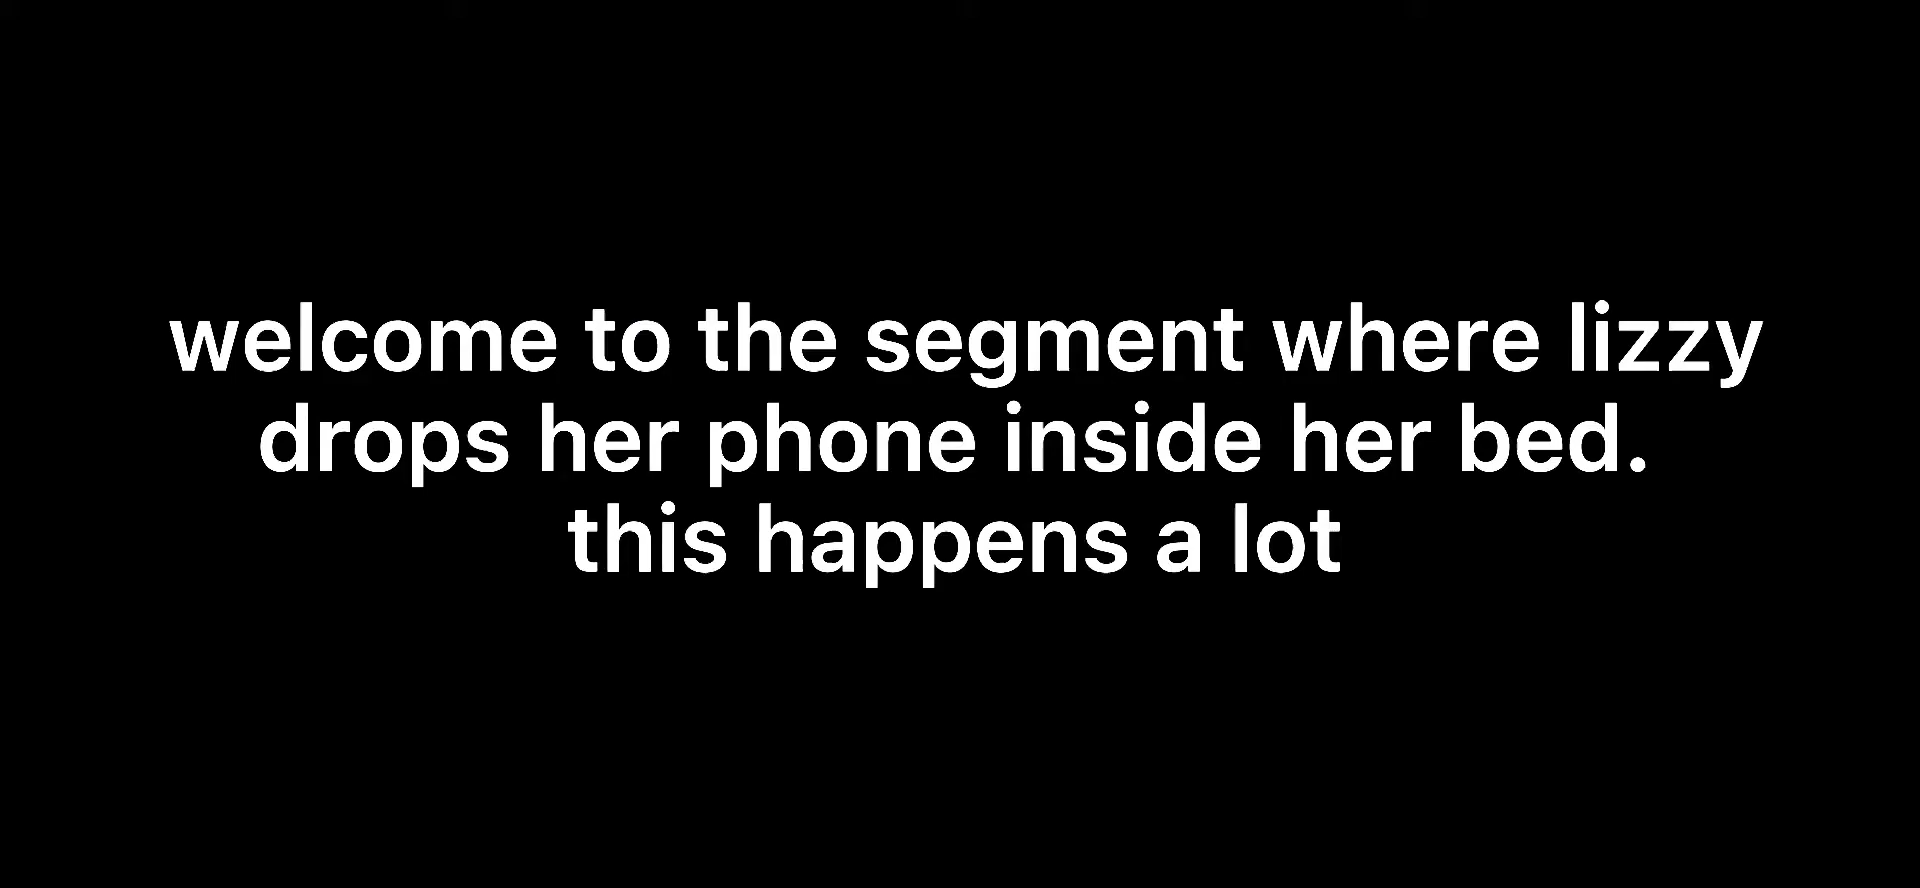 welcome to the segment where lizzy
drops her phone inside her bed.
this happens a lot